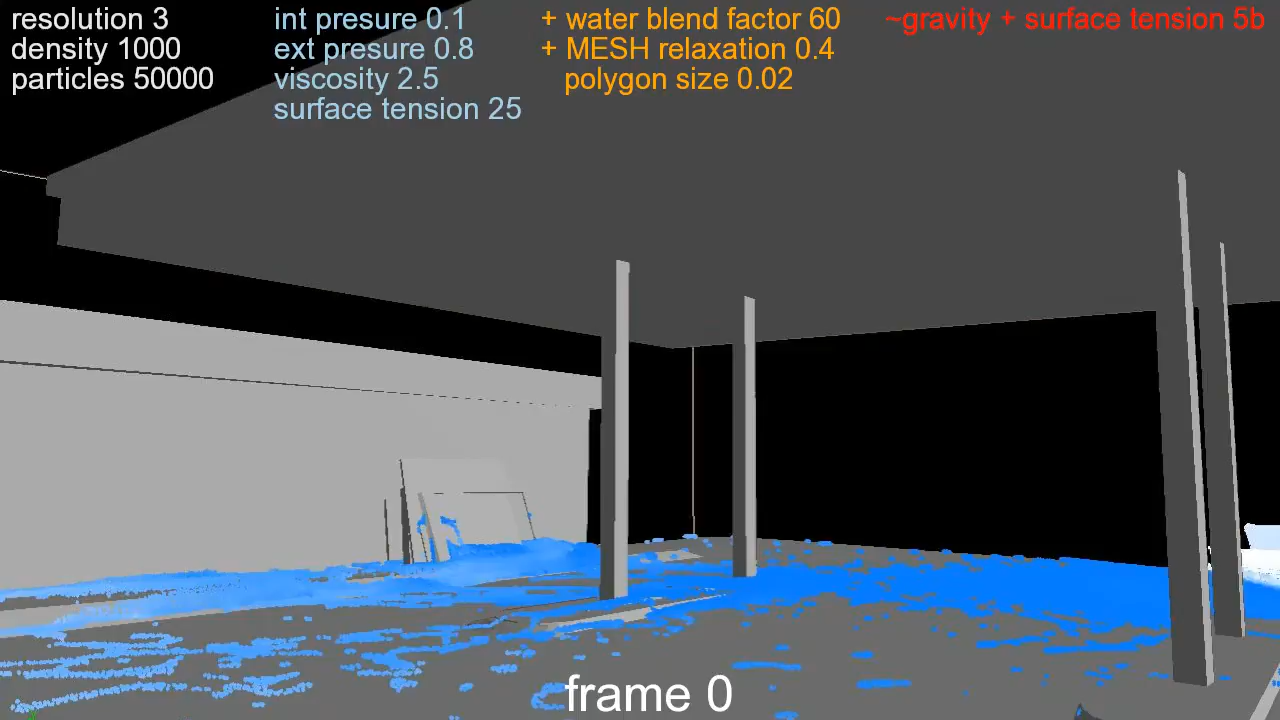 resolution 3
density 1000
particles 50000
int presure 0.1
ext presure 0.8
viscosity 2.5
surface tension 25
+ water blend factor 60
+ MESH relaxation 0.4
polygon size 0.02
~gravity + surface tension 5b
frame 0